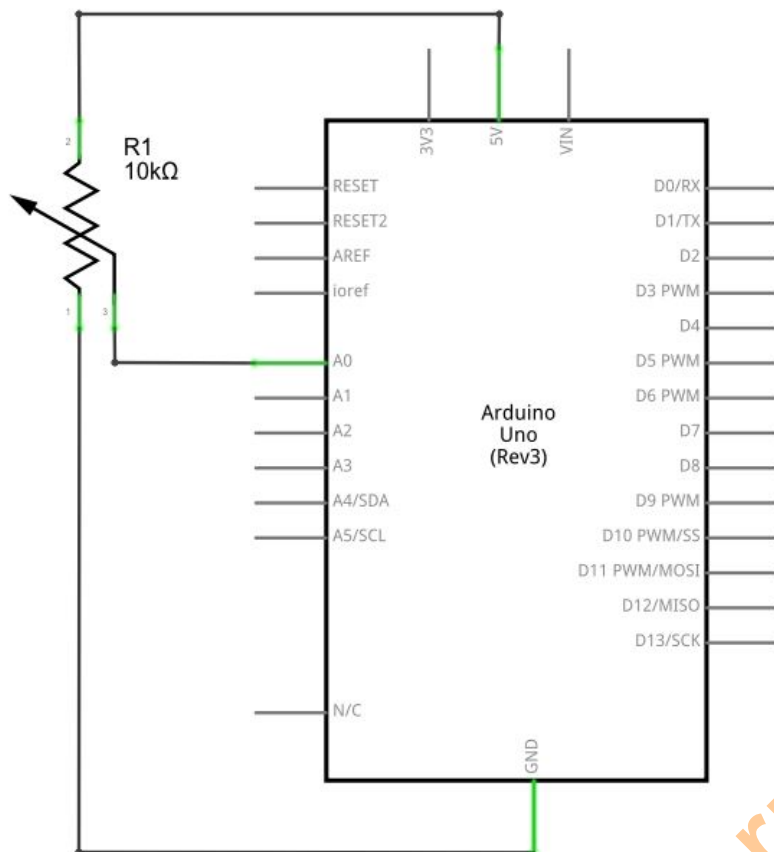 3V3
5V
VIN
2
R1
10kΩ
1
3
RESET
RESET2
AREF
ioref
A0
A1
A2
A3
A4/SDA
A5/SCL
N/C
Arduino
Uno
(Rev3)
D0/RX
D1/TX
D2
D3 PWM
D4
D5 PWM
D6 PWM
D7
D8
D9 PWM
D10 PWM/SS
D11 PWM/MOSI
D12/MISO
D13/SCK
GND